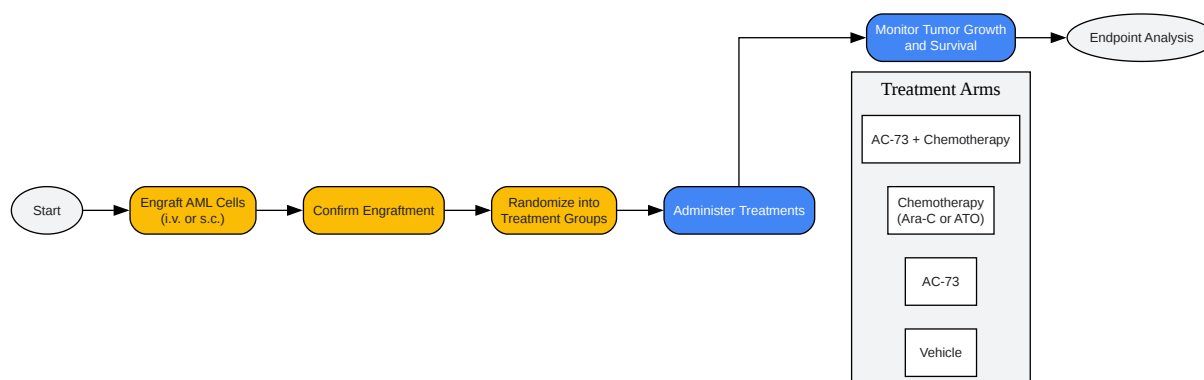 Start
Engraft AML Cells
(i.v. or s.c.)
Confirm Engraftment
Randomize into
Treatment Groups
Administer Treatments
Monitor Tumor Growth
and Survival
Endpoint Analysis
Treatment Arms
AC-73 + Chemotherapy
Chemotherapy
(Ara-C or ATO)
AC-73
Vehicle